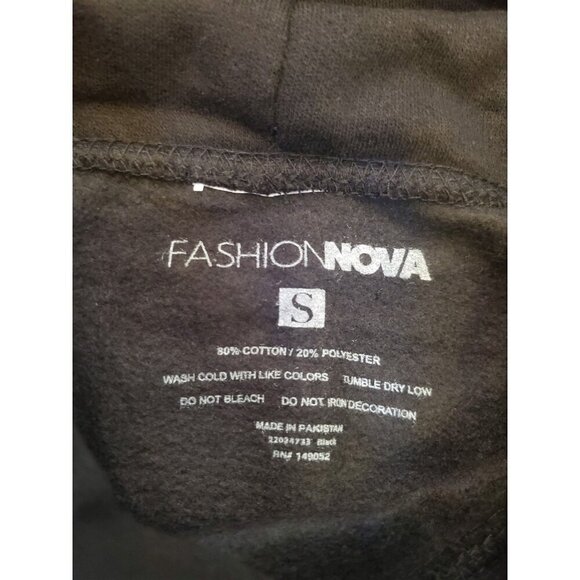 FASHIONNOVA
S
80% COTTON / 20% POLYESTER
WASH COLD WITH LIKE COLORS TUMBLE DRY LOW
DO NOT BLEACH DO NOT IRON DECORATION
MADE IN PAKISTAN
22024733 Black
RN# 149052